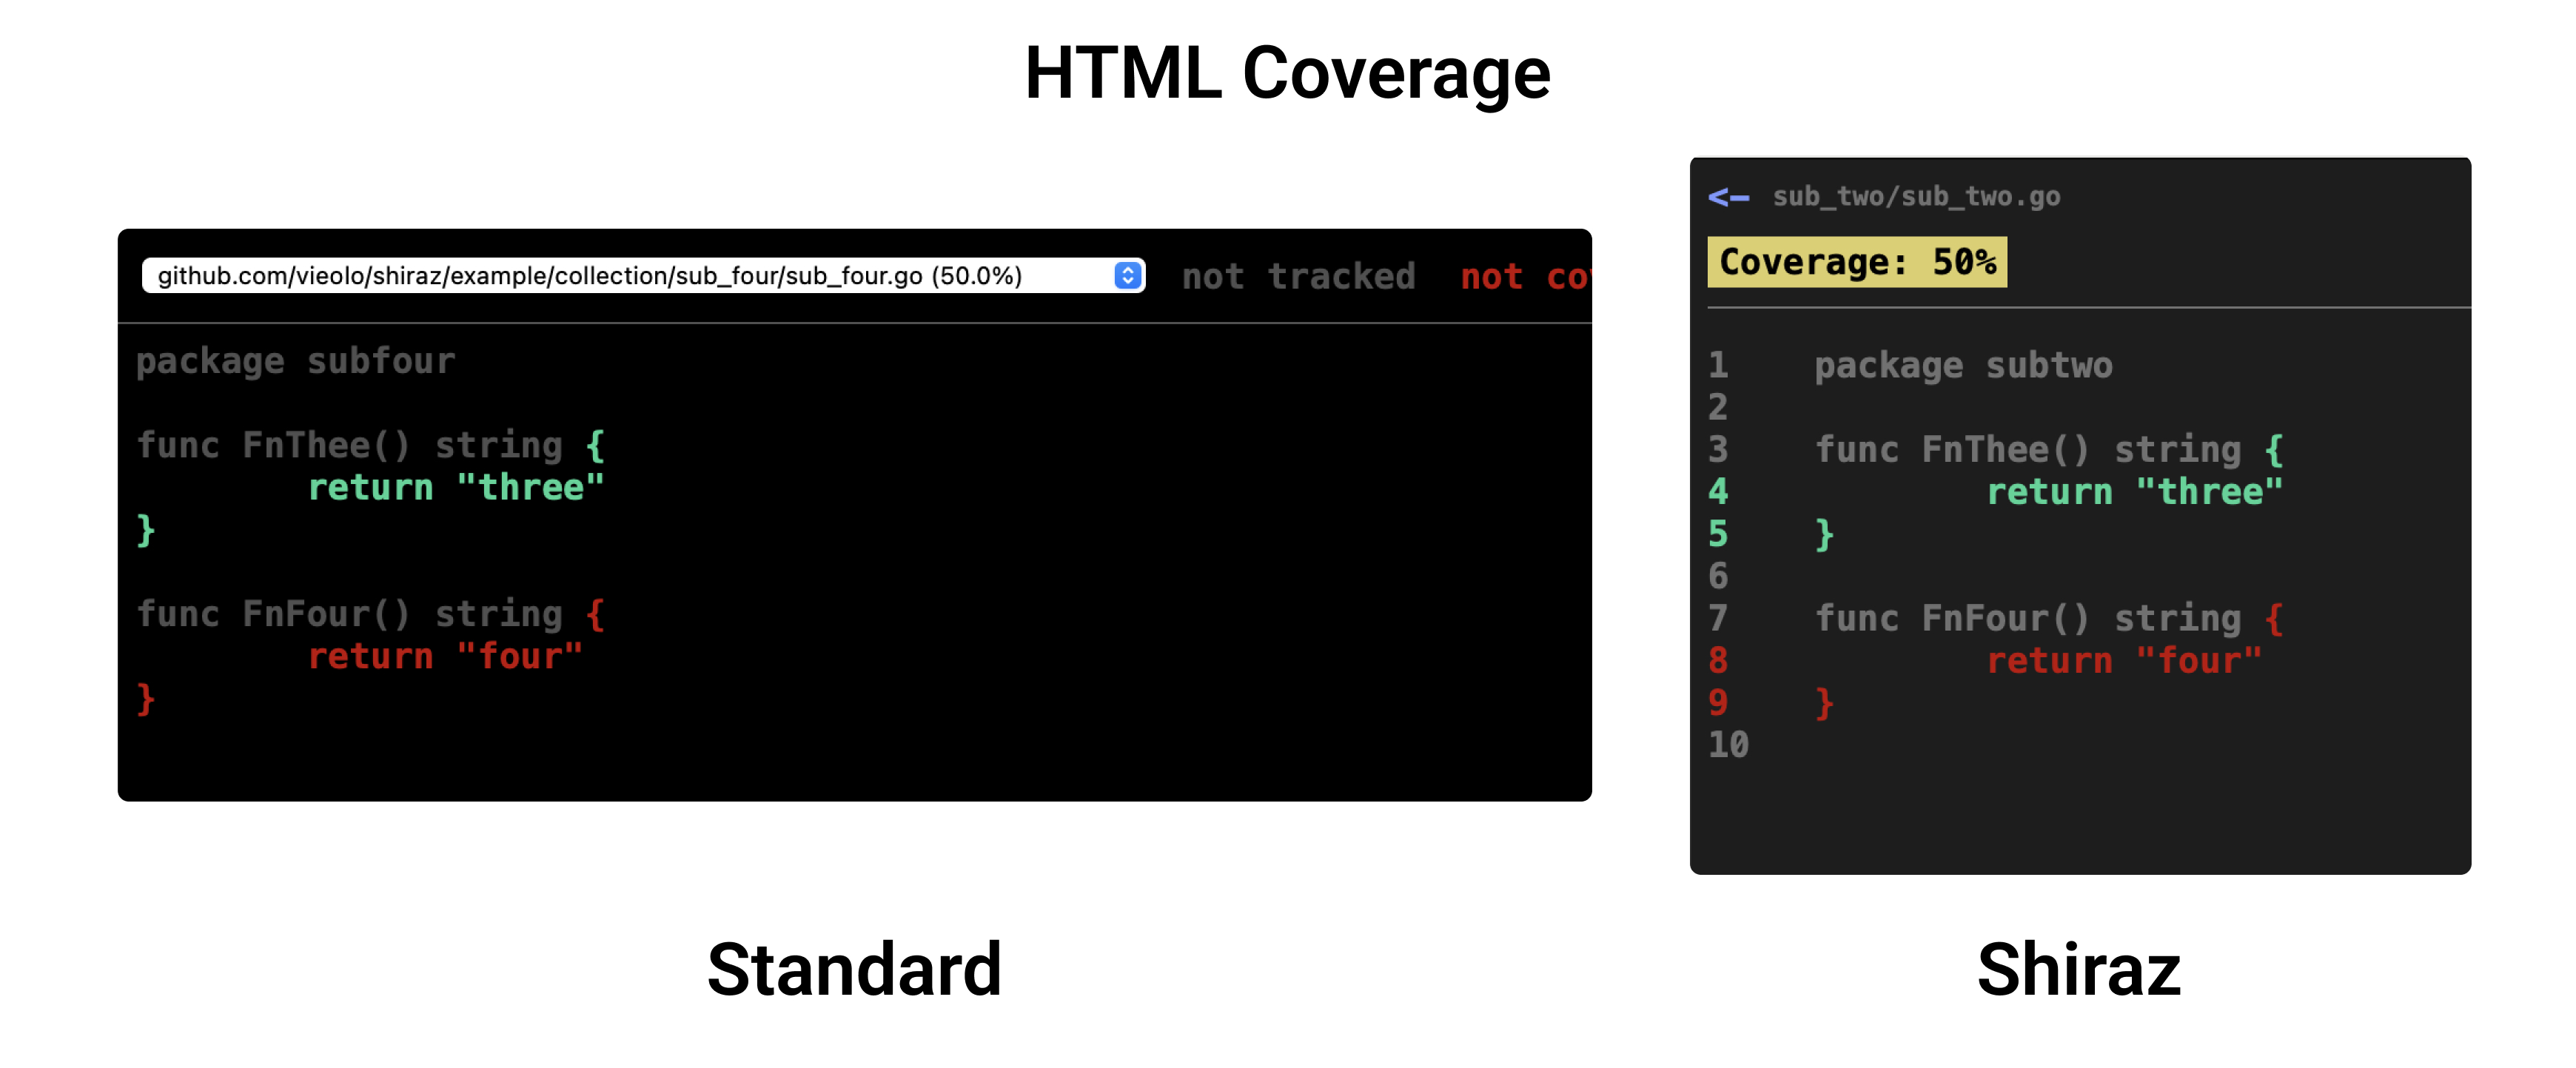 HTML Coverage
github.com/vieolo/shiraz/example/collection/sub_four/sub_four.go (50.0%)  not tracked  not
package subfour
func FnThee() string {
return "three"
}
func FnFour() string {
return "four"
}
<− sub_two/sub_two.go
Coverage: 50%
1 package subtwo
2
3 func FnThee() string {
4 return "three"
5 }
6
7 func FnFour() string {
8 return "four"
9 }
10
Standard
Shiraz